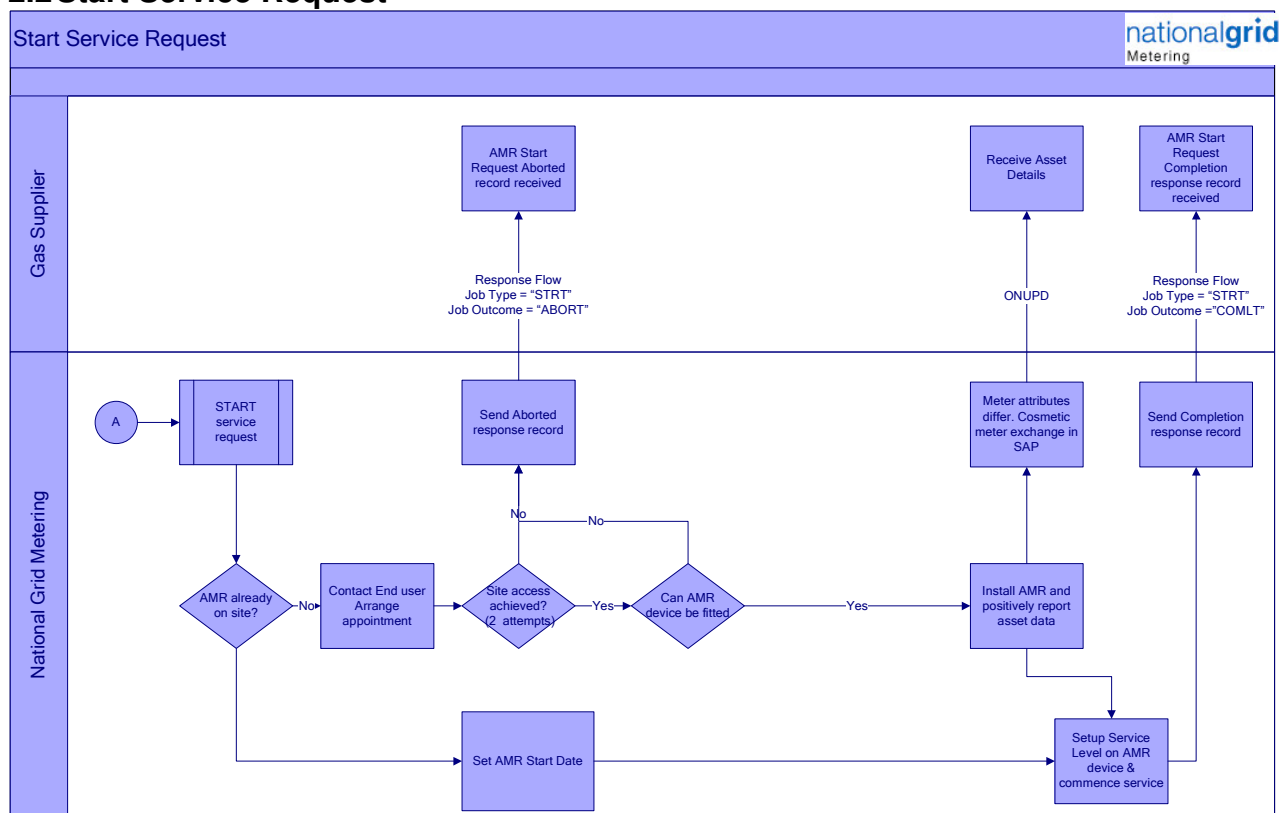 2.2 Start Service Request
Start Service Request
nationalgrid
Metering
Gas Supplier
AMR Start
Request Aborted
record received
Receive Asset
Details
AMR Start
Request
Completion
response record
received
Response Flow
Job Type = “STRT”
Job Outcome = “ABORT”
ONUPD
Response Flow
Job Type = “STRT”
Job Outcome =”COMLT”
National Grid Metering
A
START
service
request
Send Aborted
response record
Meter attributes
differ. Cosmetic
meter exchange in
SAP
Send Completion
response record
No
No
AMR already
on site?
No
Contact End user
Arrange
appointment
Site access
achieved?
(2 attempts)
Yes
Can AMR
device be fitted
Yes
Install AMR and
positively report
asset data
Set AMR Start Date
Setup Service
Level on AMR
device &
commence service